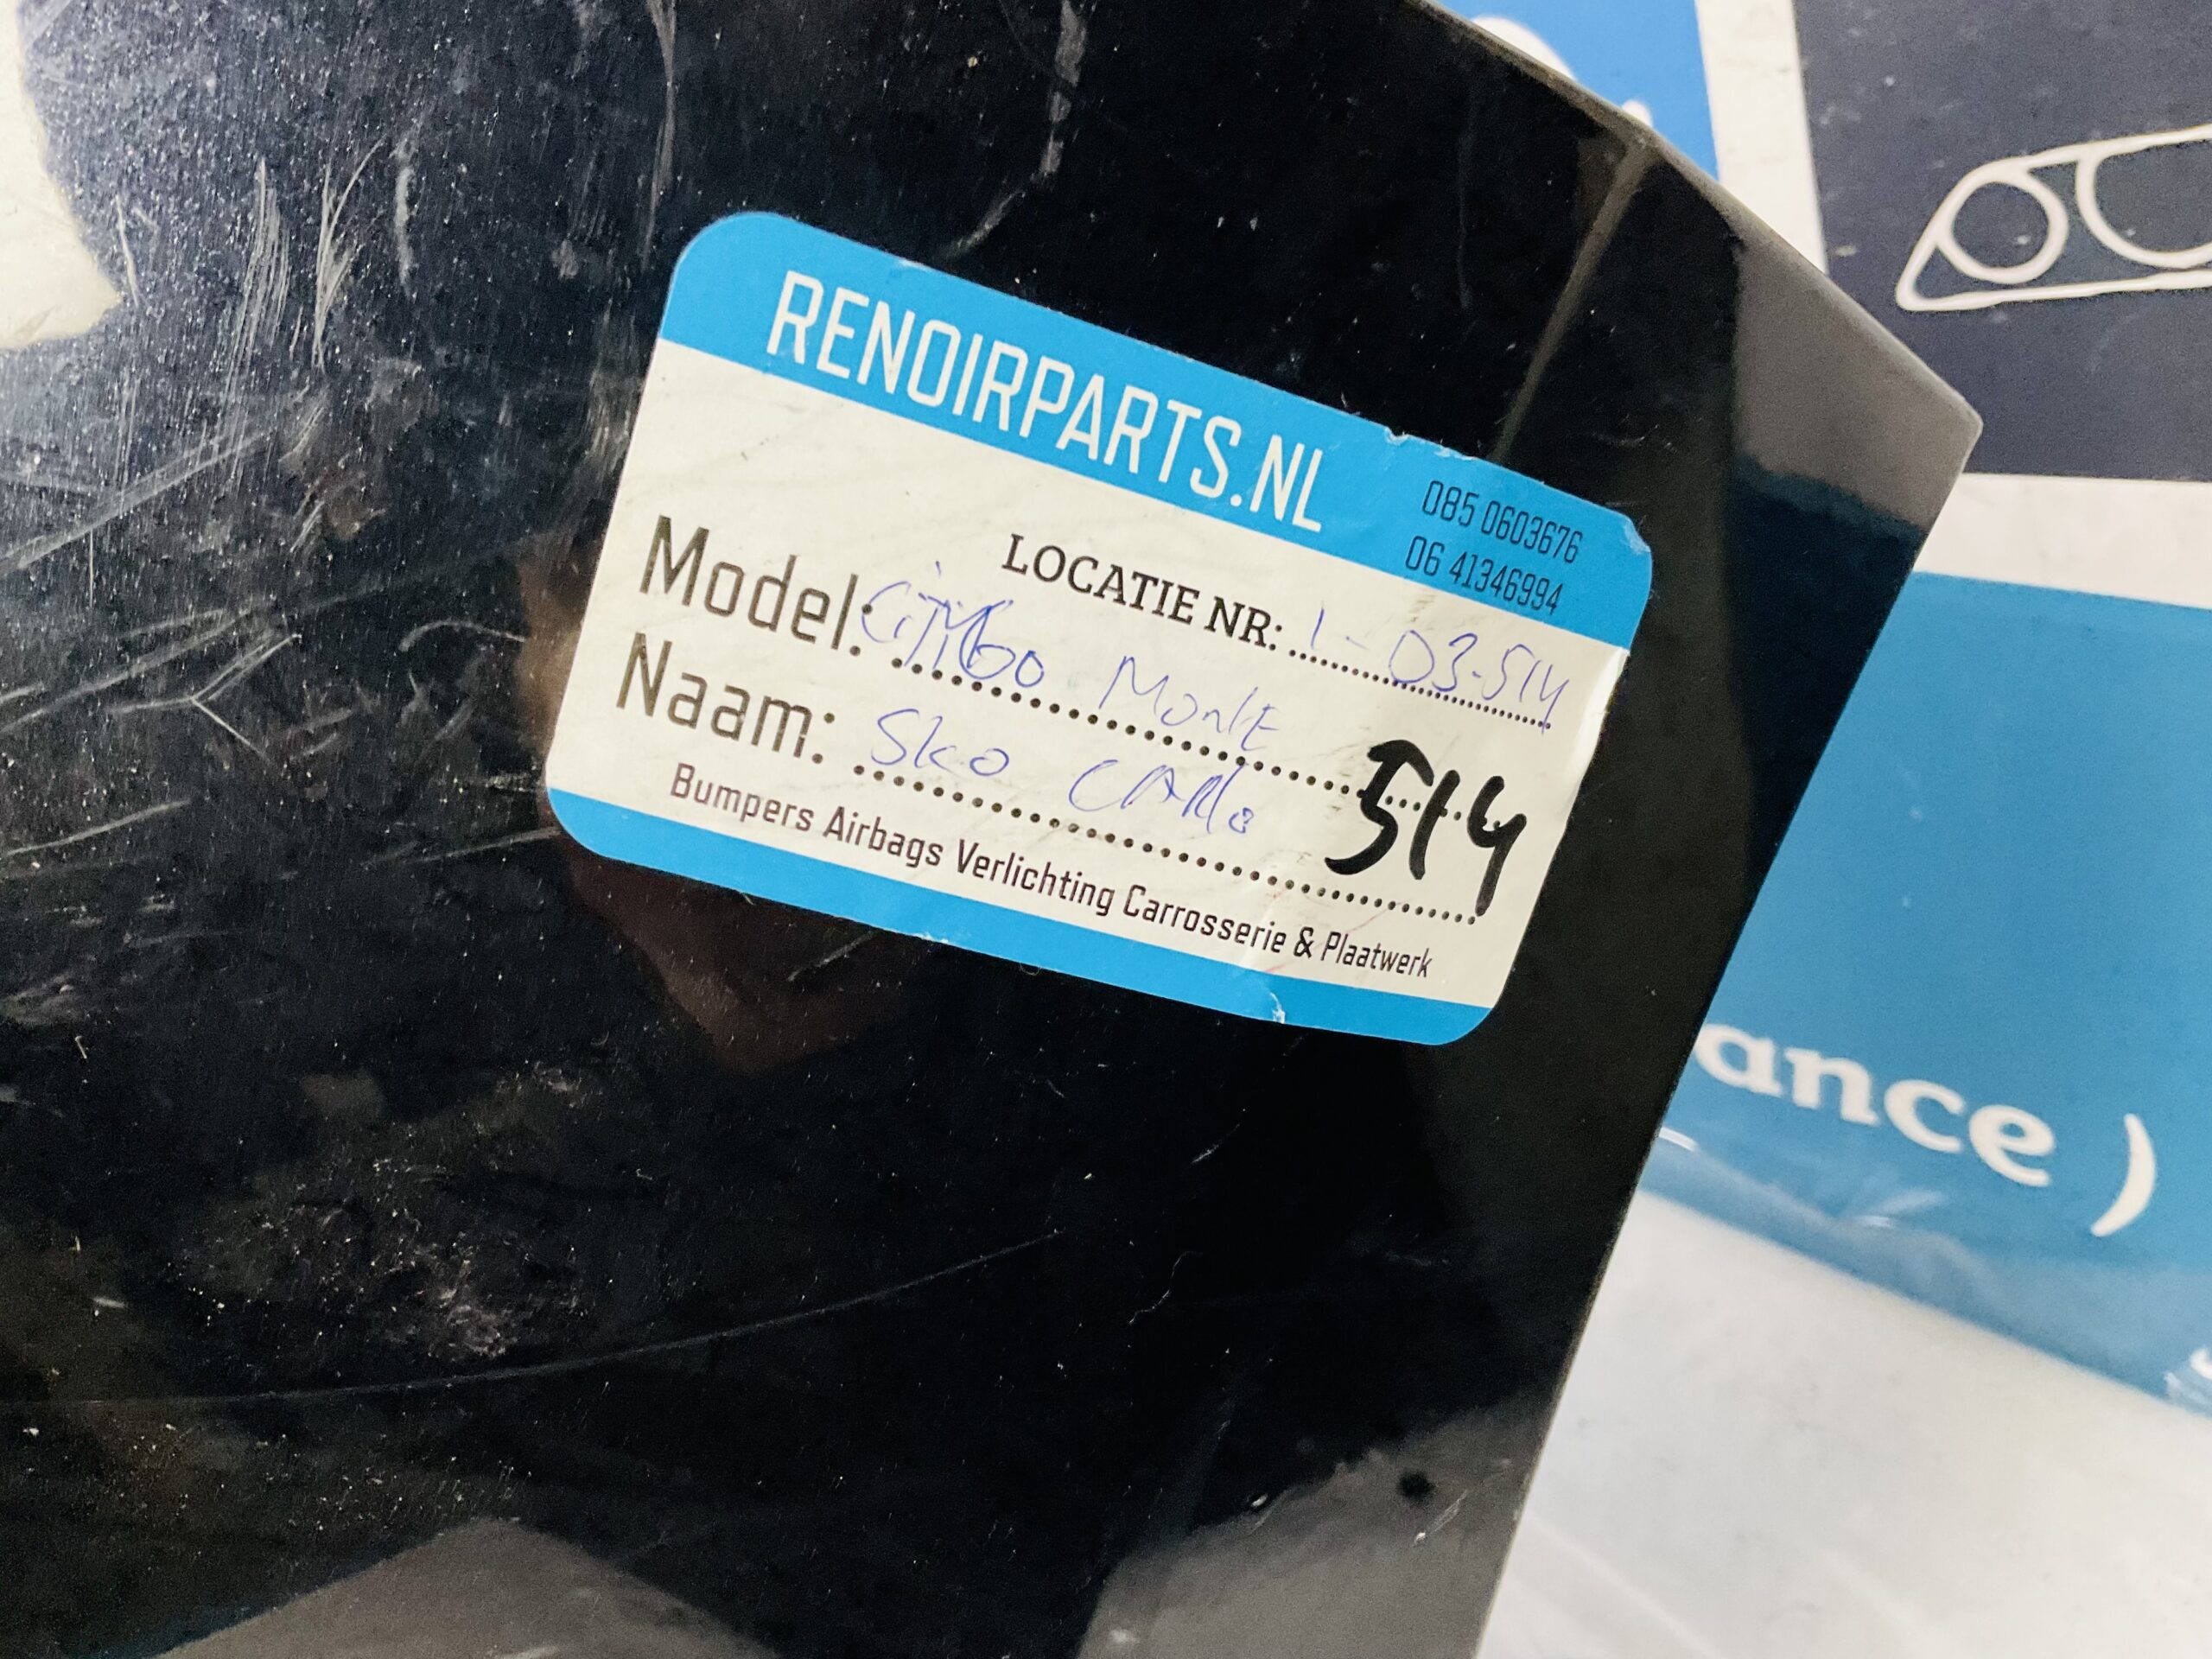 RENOIRPARTS.NL
085 0603676
06 41346994
LOCATIE NR: 1-D3-514
Model: CiTiGo MontE
Naam: Sko CARlo
514
Bumpers Airbags Verlichting Carrosserie & Plaatwerk
ance )